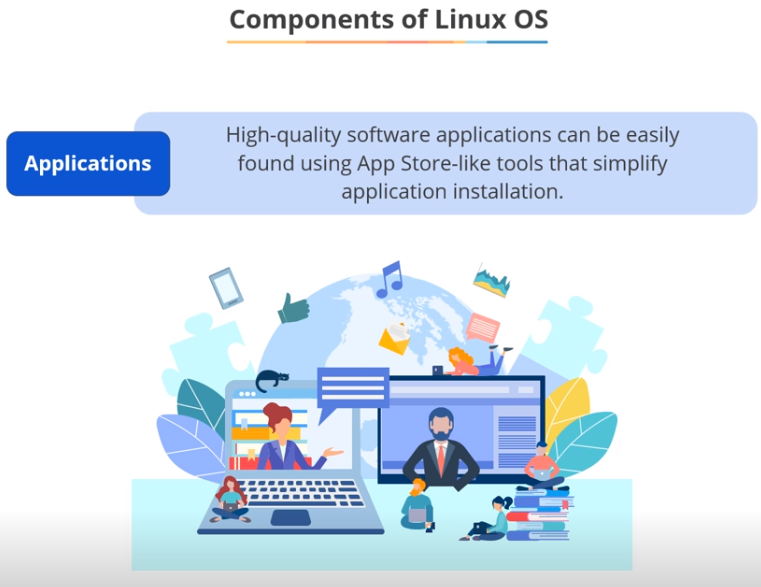 Components of Linux OS
Applications
High-quality software applications can be easily
found using App Store-like tools that simplify
application installation.